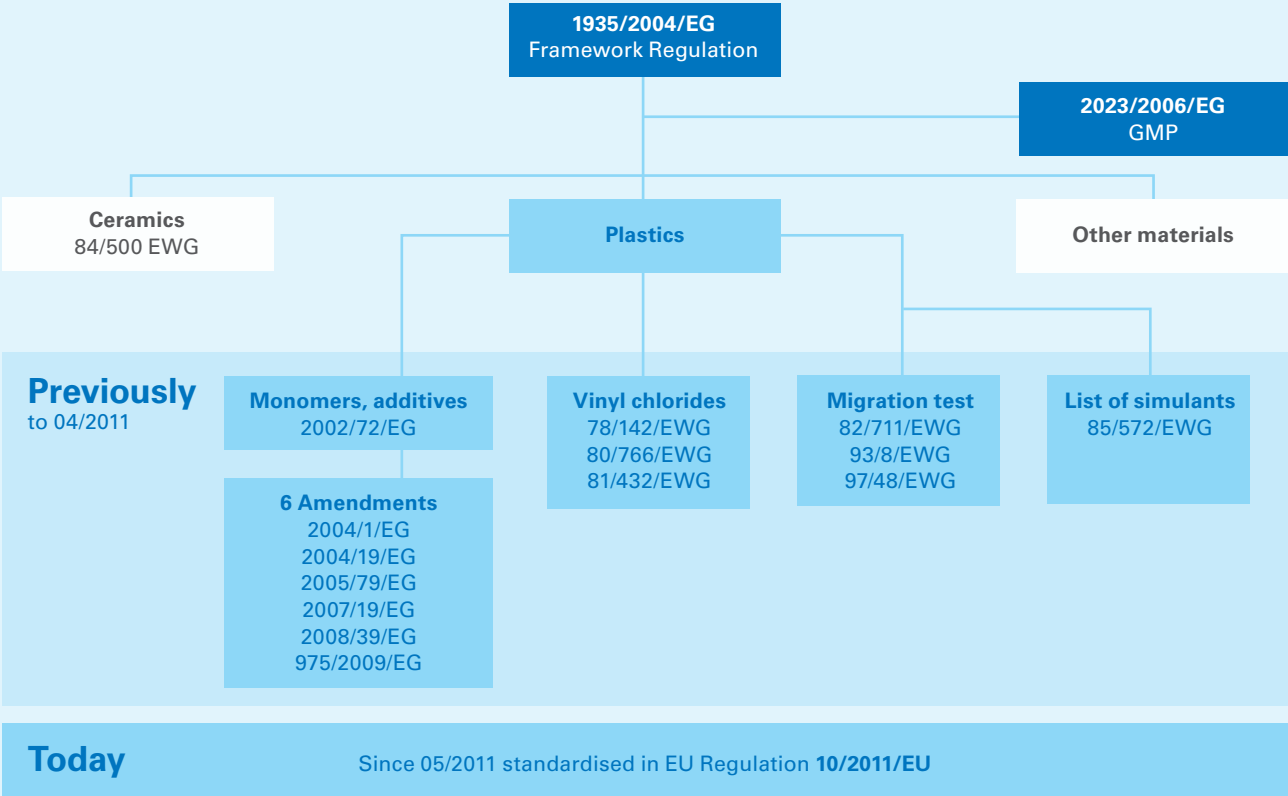 1935/2004/EG
Framework Regulation
2023/2006/EG
GMP
Ceramics
84/500 EWG
Plastics
Other materials
Previously
to 04/2011
Monomers, additives
2002/72/EG
6 Amendments
2004/1/EG
2004/19/EG
2005/79/EG
2007/19/EG
2008/39/EG
975/2009/EG
Vinyl chlorides
78/142/EWG
80/766/EWG
81/432/EWG
Migration test
82/711/EWG
93/8/EWG
97/48/EWG
List of simulants
85/572/EWG
Today
Since 05/2011 standardised in EU Regulation 10/2011/EU